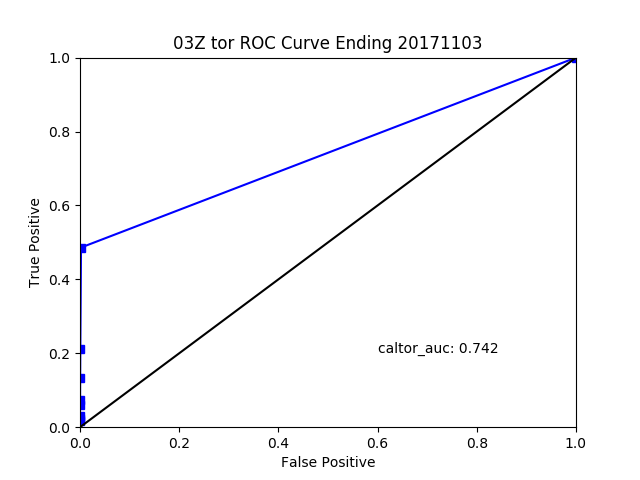 03Z tor ROC Curve Ending 20171103
1.0
0.8
0.6
0.4
0.2
0.0
True Positive
caltor_auc: 0.742
0.0 0.2 0.4 0.6 0.8 1.0
False Positive